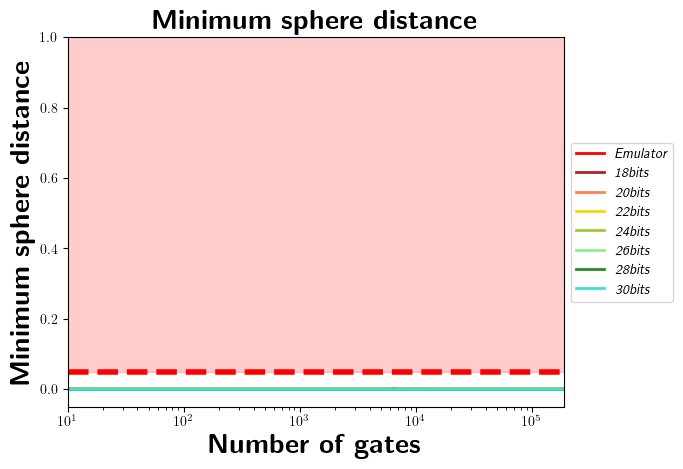 Minimum sphere distance
Minimum sphere distance
1.0
0.8
0.6
0.4
0.2
0.0
10^1
10^2
10^3
10^4
10^5
Number of gates
Emulator
18bits
20bits
22bits
24bits
26bits
28bits
30bits